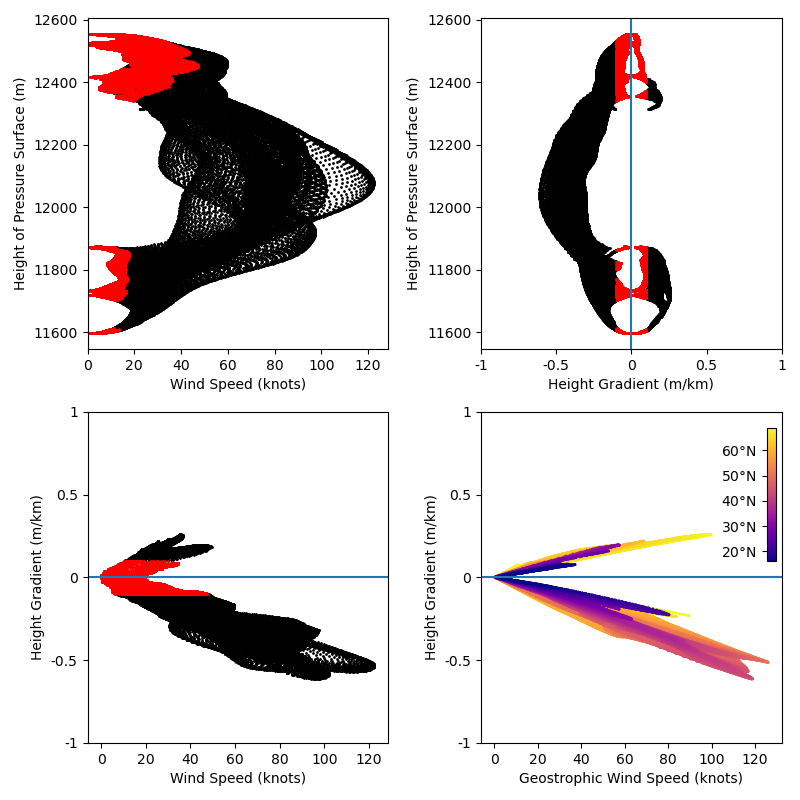 12600
12400
12200
12000
11800
11600
Height of Pressure Surface (m)
0 20 40 60 80 100 120
Wind Speed (knots)
12600
12400
12200
12000
11800
11600
Height of Pressure Surface (m)
-1 -0.5 0 0.5 1
Height Gradient (m/km)
1
0.5
0
-0.5
-1
Height Gradient (m/km)
0 20 40 60 80 100 120
Wind Speed (knots)
1
0.5
0
-0.5
-1
Height Gradient (m/km)
60°N
50°N
40°N
30°N
20°N
0 20 40 60 80 100 120
Geostrophic Wind Speed (knots)